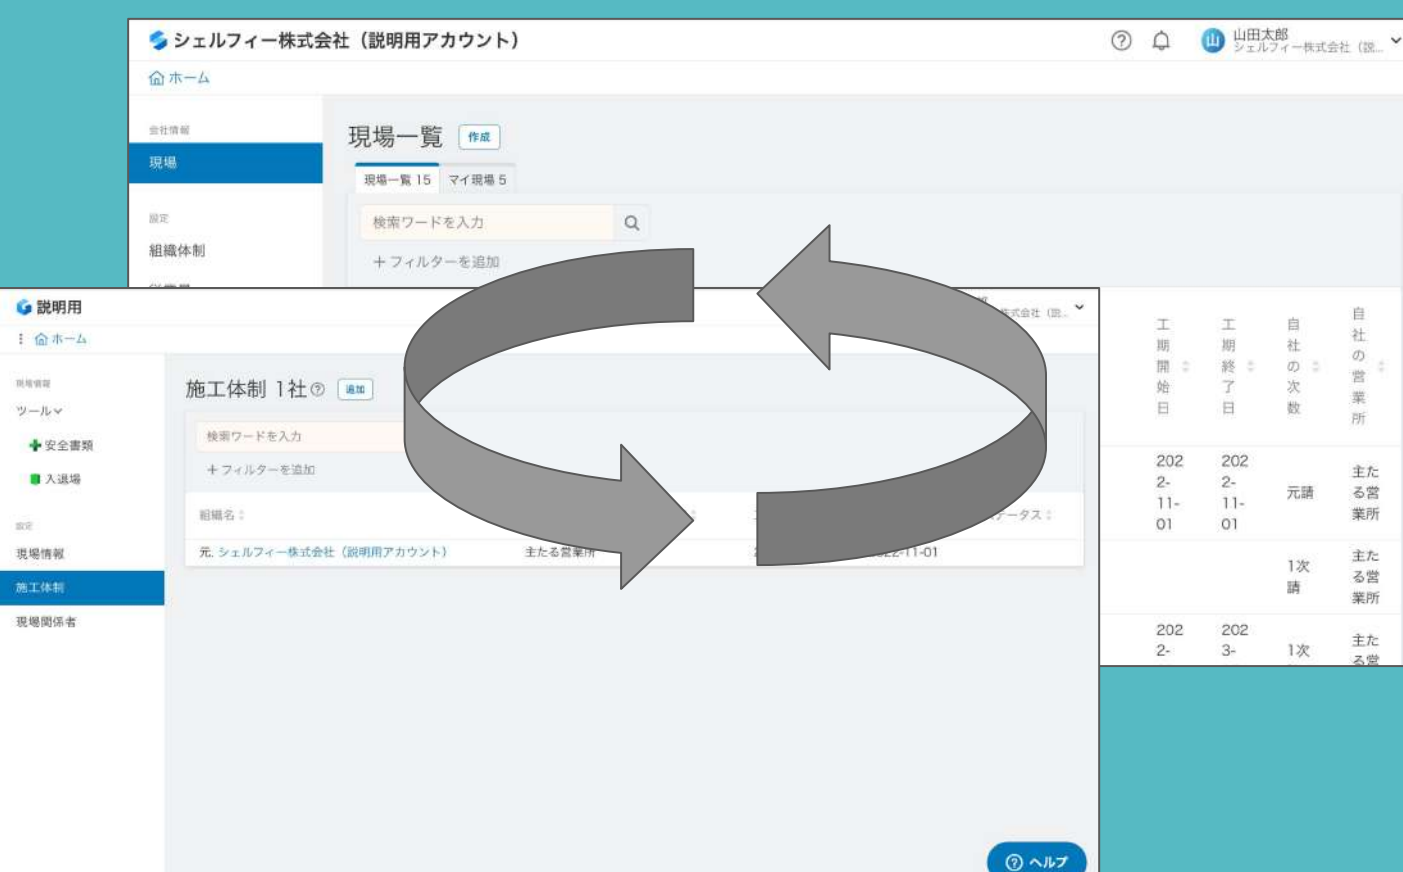 シェルフィー株式会社（説明用アカウント）
山 山田太郎
シェルフィー株式会社（説...
ホーム
会社情報
現場
設定
組織体制
現場一覧 作成
現場一覧 15 マイ現場 5
検索ワードを入力
＋フィルターを追加
工期開始日 工期終了日 自社の次数 自社の営業所
2022-11-01 2022-11-01 元請 主たる営業所
1次請 主たる営業所
2022- 2023- 1次 主たる営
説明用
株式会社（説...
ホーム
現場情報
ツール
安全書類
入退場
設定
現場情報
施工体制
現場関係者
施工体制 1社 追加
検索ワードを入力
＋フィルターを追加
組織名
元. シェルフィー株式会社（説明用アカウント） 主たる営業所
ヘルプ